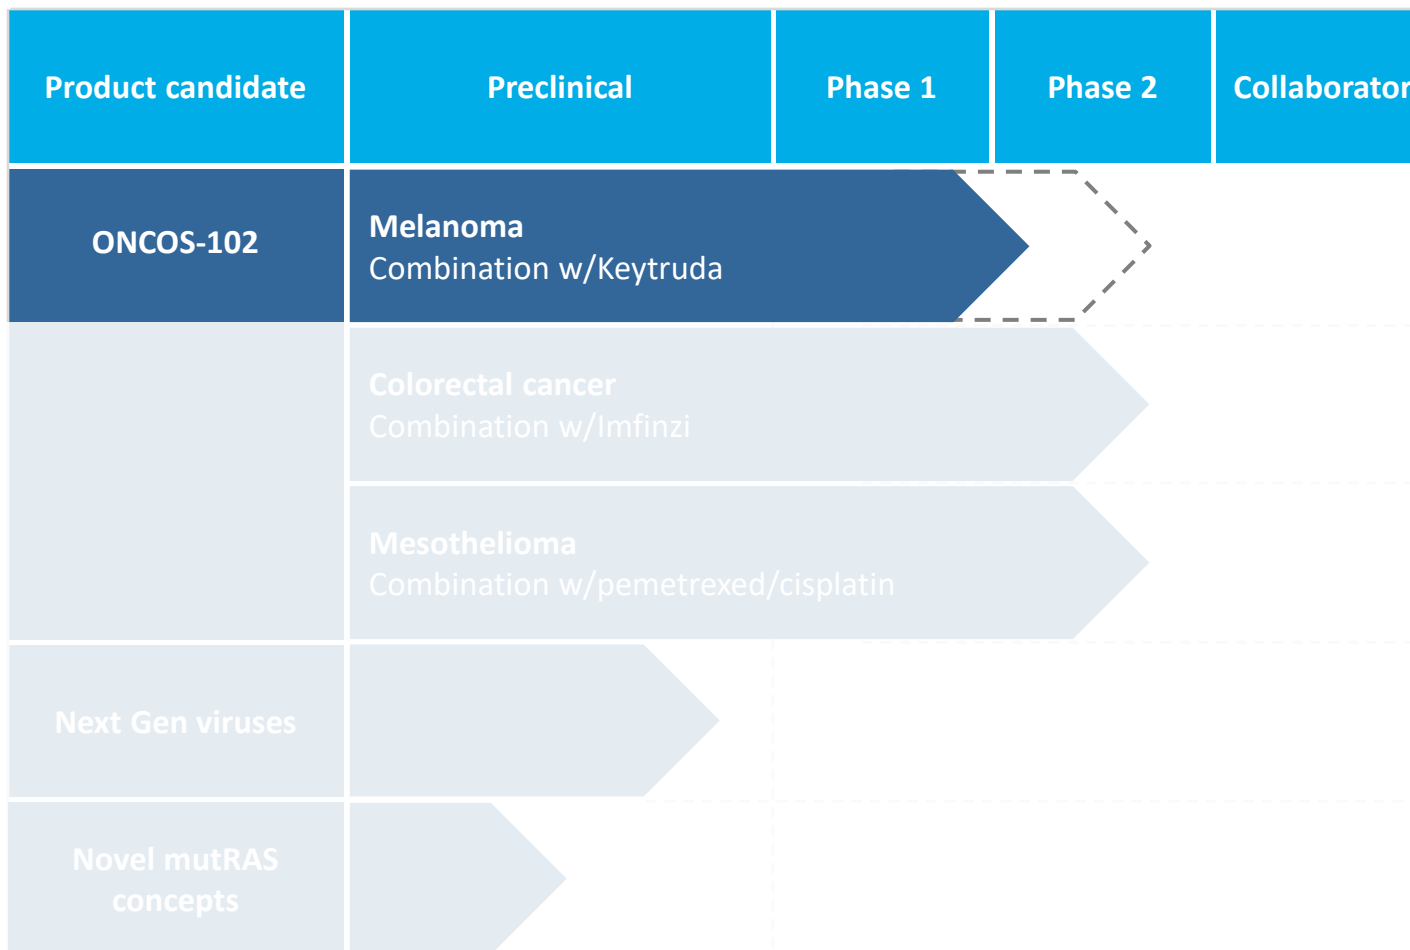 Product candidate
Preclinical
Phase 1
Phase 2
Collaborator
ONCOS-102
Melanoma
Combination w/Keytruda
Colorectal cancer
Combination w/Imfinzi
Mesothelioma
Combination w/pemetrexed/cisplatin
Next Gen viruses
Novel mutRAS
concepts